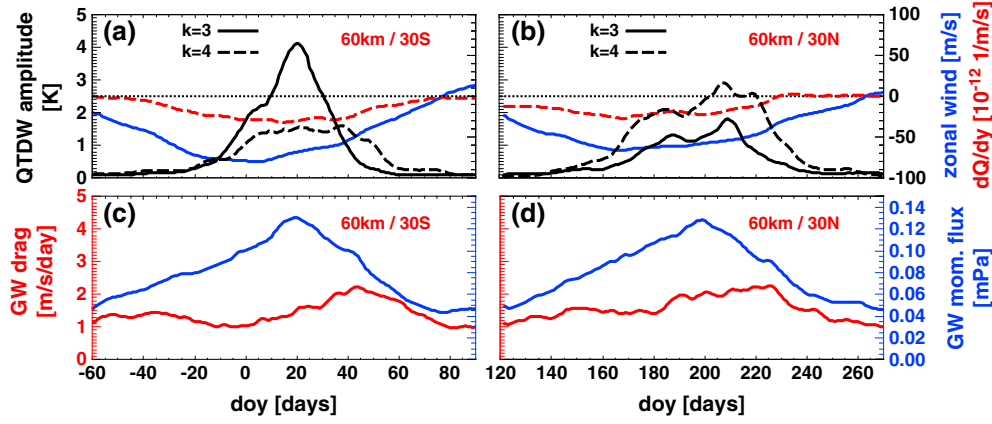 QTDW amplitude
[K]
5
4
3
2
1
0
(a)
k=3
k=4
60km / 30S
(b)
k=3
k=4
60km / 30N
100
50
0
-50
-100
zonal wind [m/s]
dQ/dy [10-12 1/m/s]
GW drag
[m/s/day]
5
4
3
2
1
0
(c)
60km / 30S
(d)
60km / 30N
0.14
0.12
0.10
0.08
0.06
0.04
0.02
0.00
GW mom. flux
[mPa]
-60 -40 -20 0 20 40 60 80
120 140 160 180 200 220 240 260
doy [days]
doy [days]